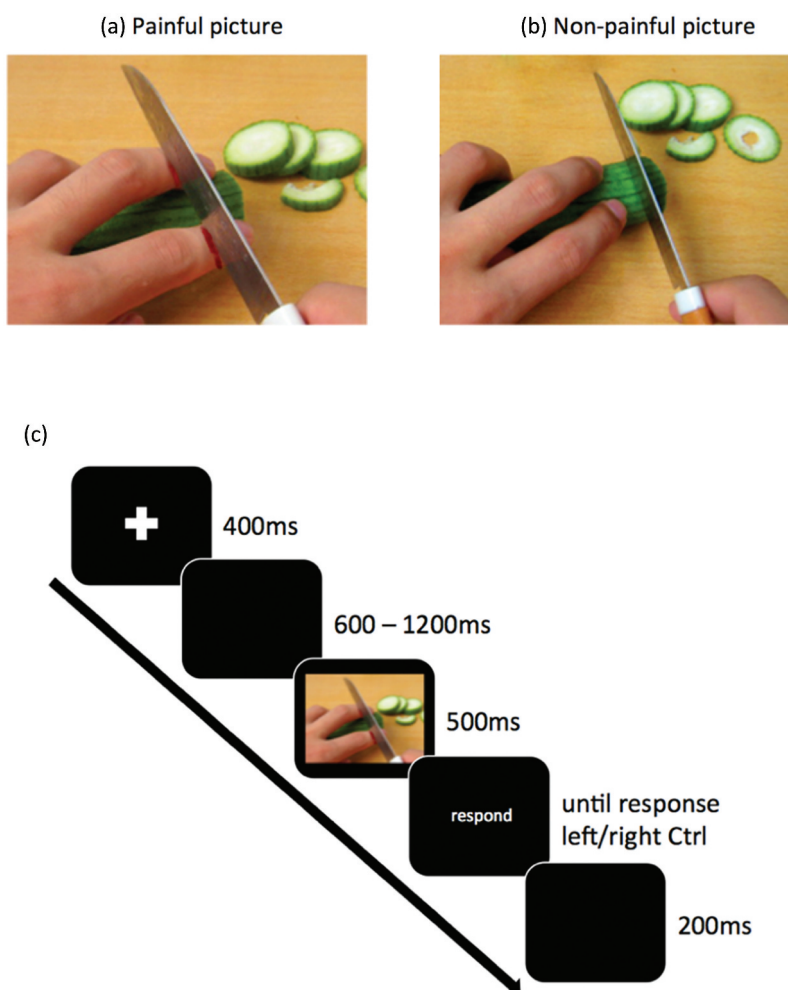 (a) Painful picture
(b) Non-painful picture
(c)
400ms
600 – 1200ms
500ms
respond
until response
left/right Ctrl
200ms